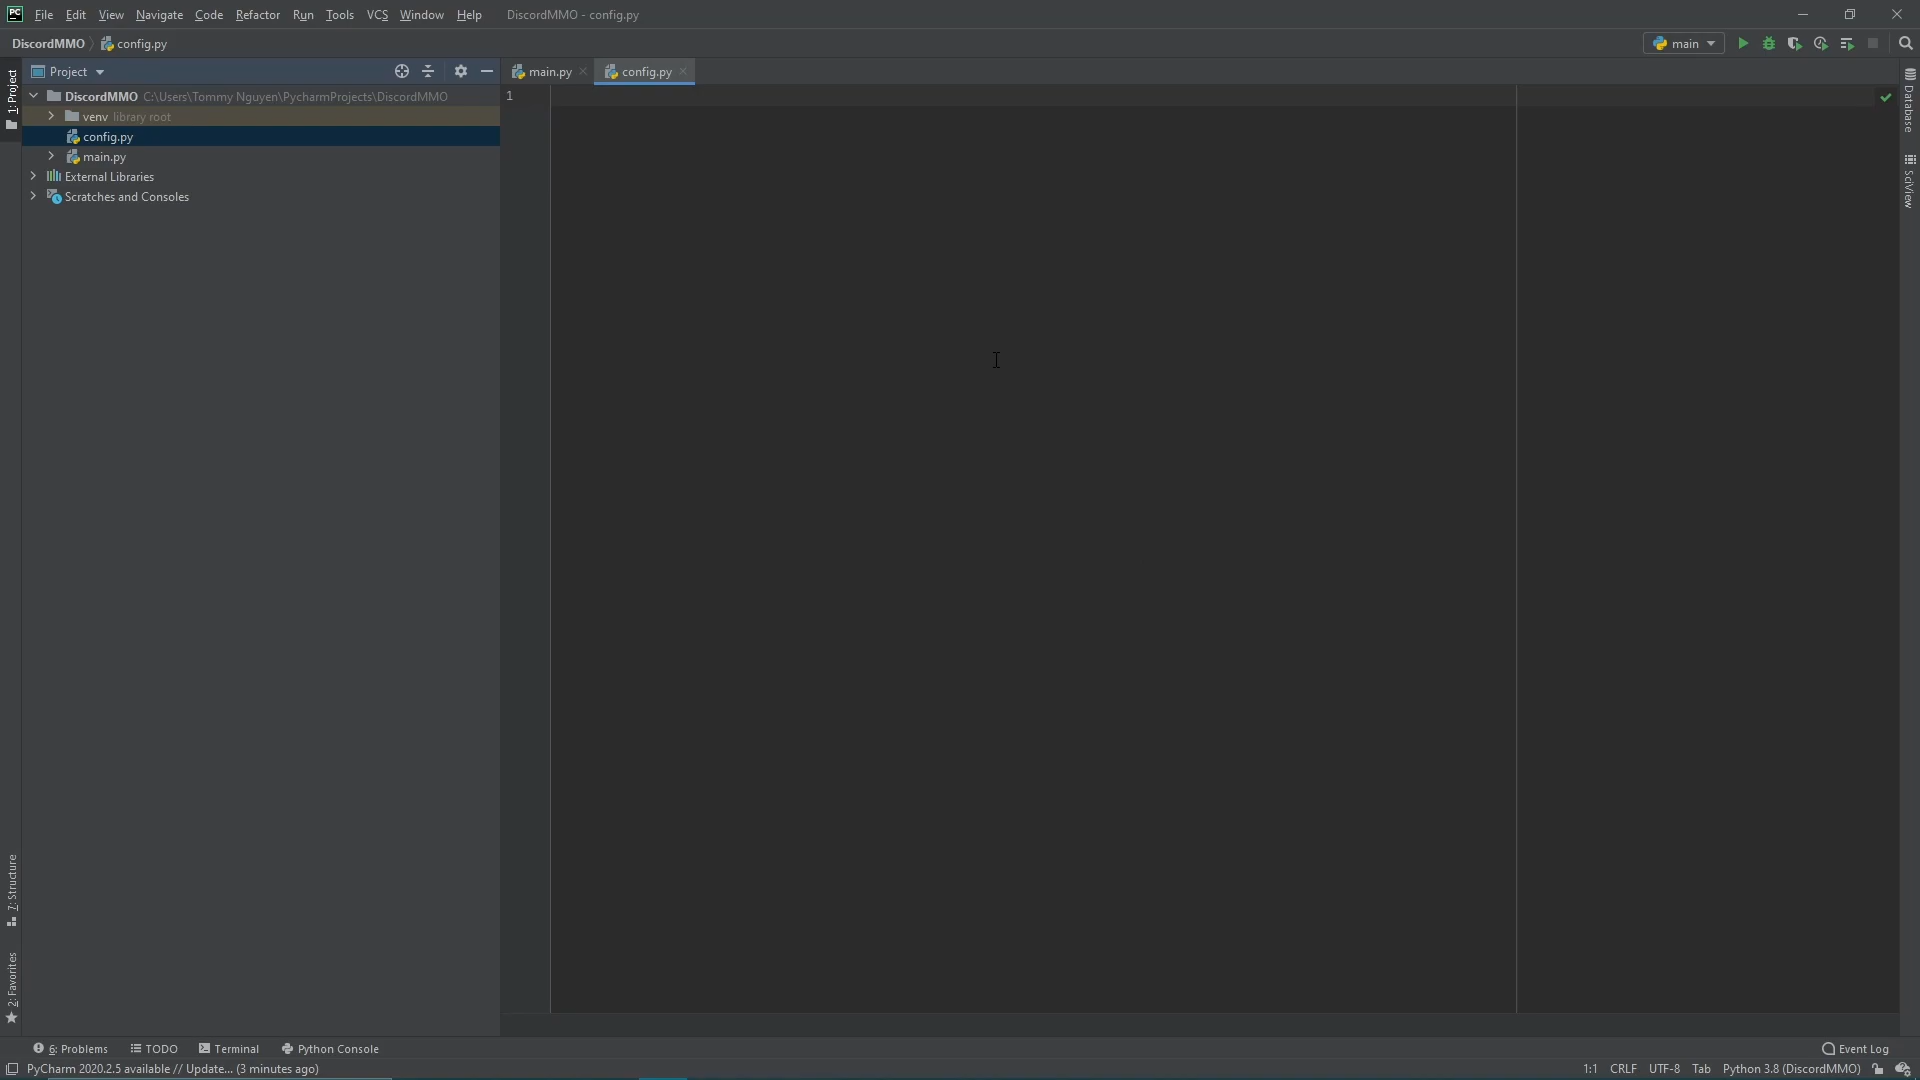 PC File Edit View Navigate Code Refactor Run Tools VCS Window Help DiscordMMO - config.py
DiscordMMO config.py main
Project main.py config.py
1: Project
DiscordMMO C:\Users\Tommy Nguyen\PycharmProjects\DiscordMMO
1
venv library root
config.py
main.py
External Libraries
Scratches and Consoles
Database
SciView
7: Structure
2: Favorites
6: Problems TODO Terminal Python Console Event Log
PyCharm 2020.2.5 available // Update... (3 minutes ago) 1:1 CRLF UTF-8 Tab Python 3.8 (DiscordMMO)